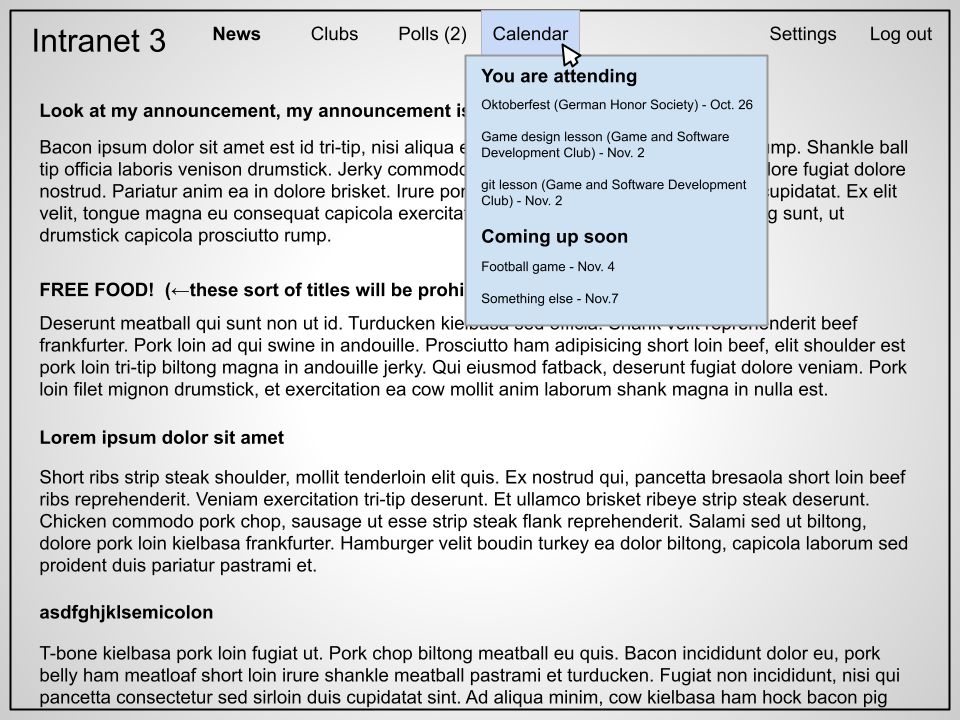 Intranet 3
News
Clubs
Polls (2)
Calendar
Settings
Log out
You are attending
Oktoberfest (German Honor Society) - Oct. 26
Game design lesson (Game and Software
Development Club) - Nov. 2
git lesson (Game and Software Development
Club) - Nov. 2
Coming up soon
Football game - Nov. 4
Something else - Nov.7
Look at my announcement, my announcement is
Bacon ipsum dolor sit amet est id tri-tip, nisi aliqua ump. Shankle ball
tip officia laboris venison drumstick. Jerky commodo lore fugiat dolore
nostrud. Pariatur anim ea in dolore brisket. Irure cupidatat. Ex elit
velit, tongue magna eu consequat capicola sunt, ut
drumstick capicola prosciutto rump.
FREE FOOD! (←these sort of titles will be
Deserunt meatball qui sunt non ut id. Turducken kielbasa sed officia. Shank velit reprehenderit beef
frankfurter. Pork loin ad qui swine in andouille. Prosciutto ham adipisicing short loin beef, elit shoulder est
pork loin tri-tip biltong magna in andouille jerky. Qui eiusmod fatback, deserunt fugiat dolore veniam. Pork
loin filet mignon drumstick, et exercitation ea cow mollit anim laborum shank magna in nulla est.
Lorem ipsum dolor sit amet
Short ribs strip steak shoulder, mollit tenderloin elit quis. Ex nostrud qui, pancetta bresaola short loin beef
ribs reprehenderit. Veniam exercitation tri-tip deserunt. Et ullamco brisket ribeye strip steak deserunt.
Chicken commodo pork chop, sausage ut esse strip steak flank reprehenderit. Salami sed ut biltong,
dolore pork loin kielbasa frankfurter. Hamburger velit boudin turkey ea dolor biltong, capicola laborum sed
proident duis pariatur pastrami et.
asdfghjklsemicolon
T-bone kielbasa pork loin fugiat ut. Pork chop biltong meatball eu quis. Bacon incididunt dolor eu, pork
belly ham meatloaf short loin irure shankle meatball pastrami et turducken. Fugiat non incididunt, nisi qui
pancetta consectetur sed sirloin duis cupidatat sint. Ad aliqua minim, cow kielbasa ham hock bacon pig